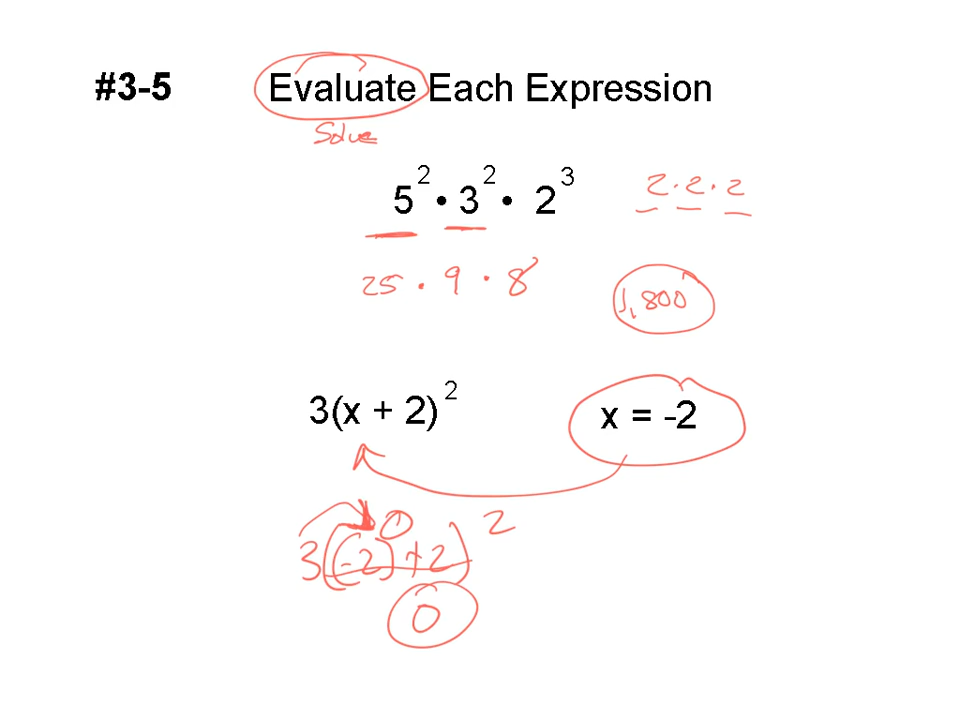 #3-5 Evaluate Each Expression
Solve
5² • 3² • 2³ 2 · 2 · 2
25 · 9 · 8
1,800
3(x + 2)² x = -2
0
3((-2)+2)²
0